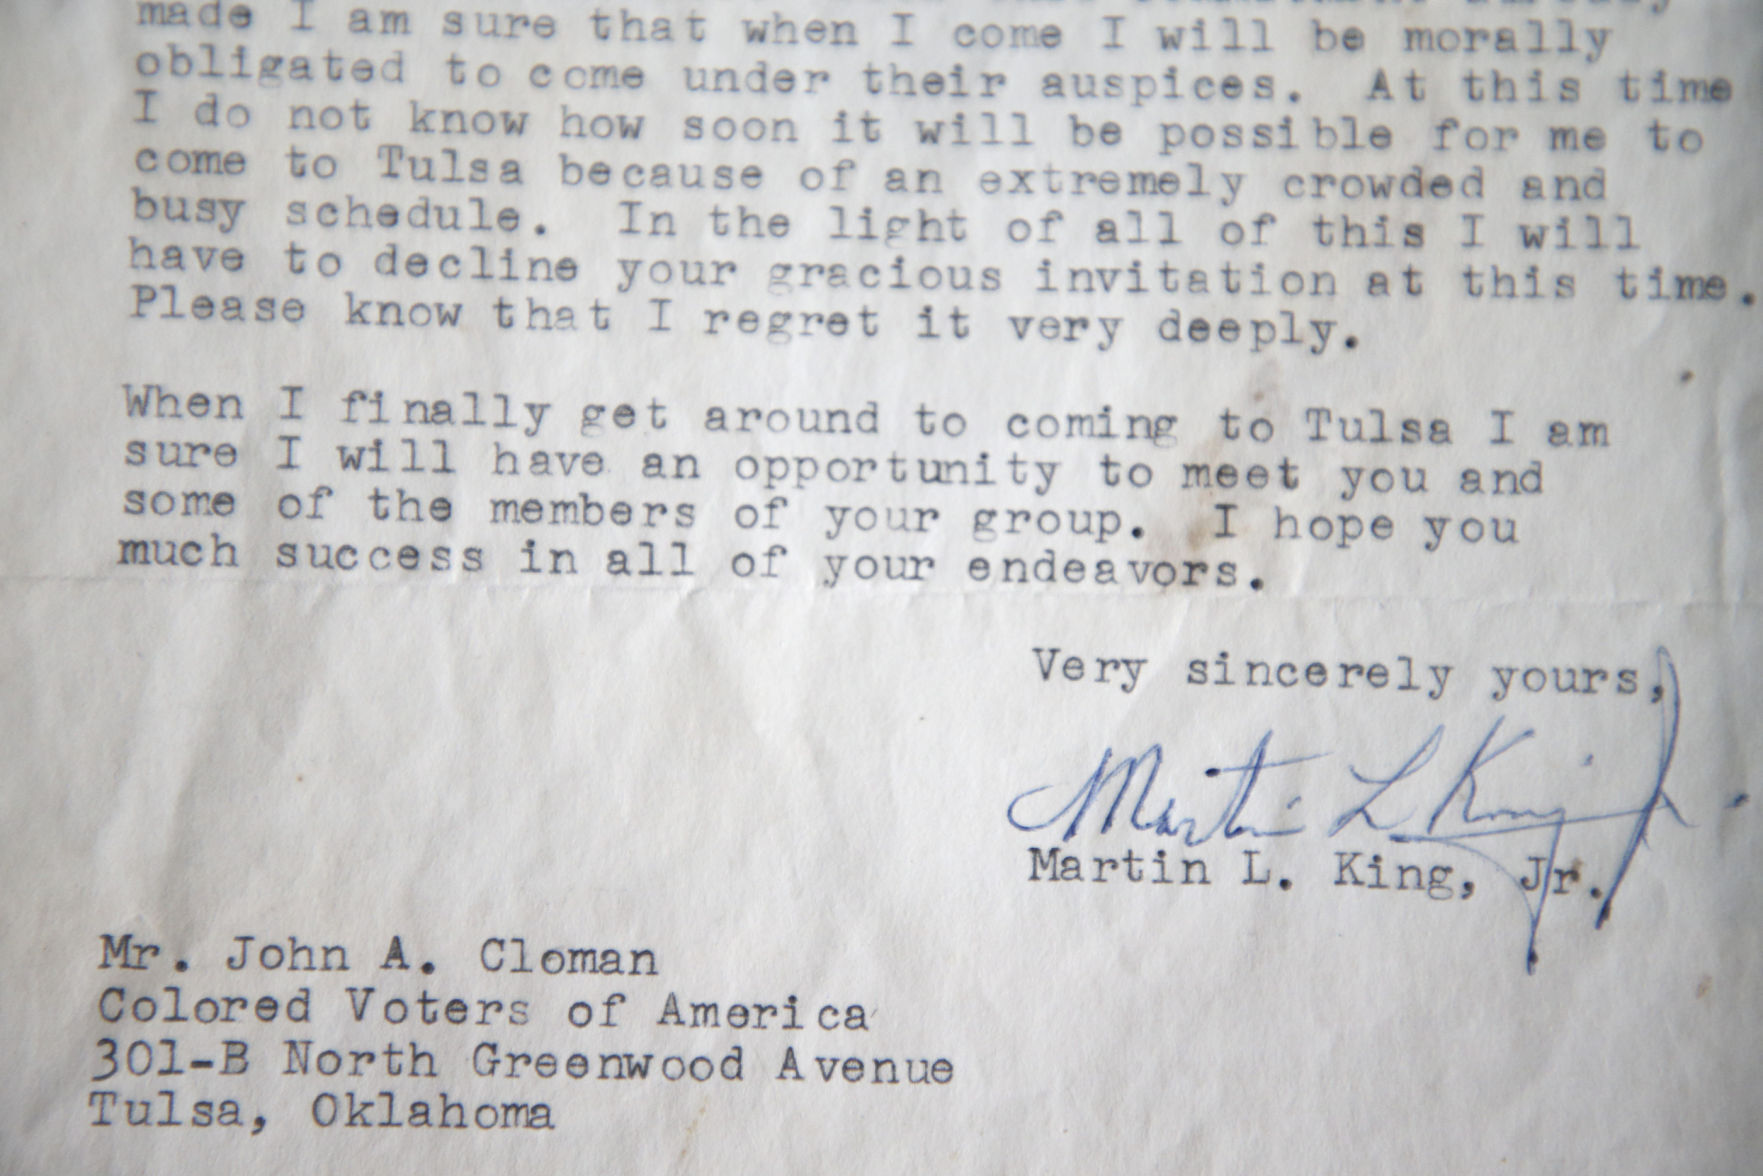 made I am sure that when I come I will be morally
obligated to come under their auspices. At this time
I do not know how soon it will be possible for me to
come to Tulsa because of an extremely crowded and
busy schedule. In the light of all of this I will
have to decline your gracious invitation at this time.
Please know that I regret it very deeply.
When I finally get around to coming to Tulsa I am
sure I will have an opportunity to meet you and
some of the members of your group. I hope you
much success in all of your endeavors.
Very sincerely yours,
Martin L King Jr.
Martin L. King, Jr.
Mr. John A. Cloman
Colored Voters of America
301-B North Greenwood Avenue
Tulsa, Oklahoma